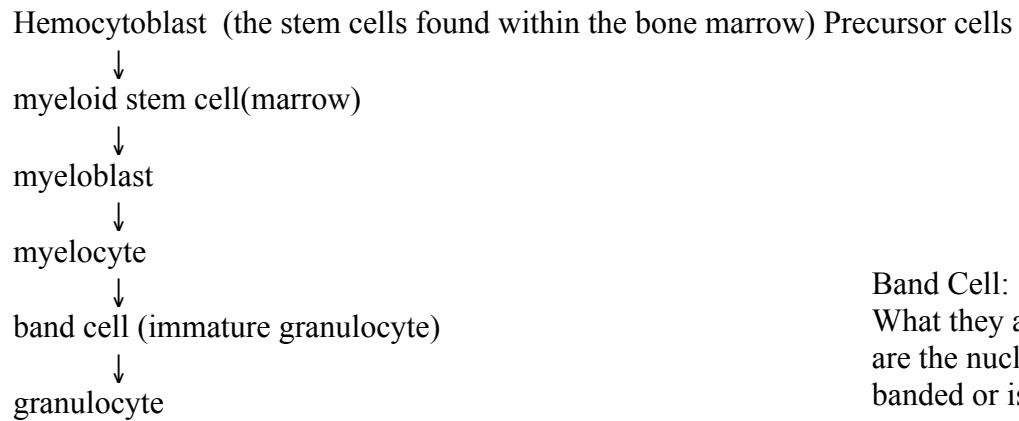 Hemocytoblast (the stem cells found within the bone marrow) Precursor cells
↓
myeloid stem cell(marrow)
↓
myeloblast
↓
myelocyte
↓
band cell (immature granulocyte)
↓
granulocyte
Band Cell:
What they
are the
banded or